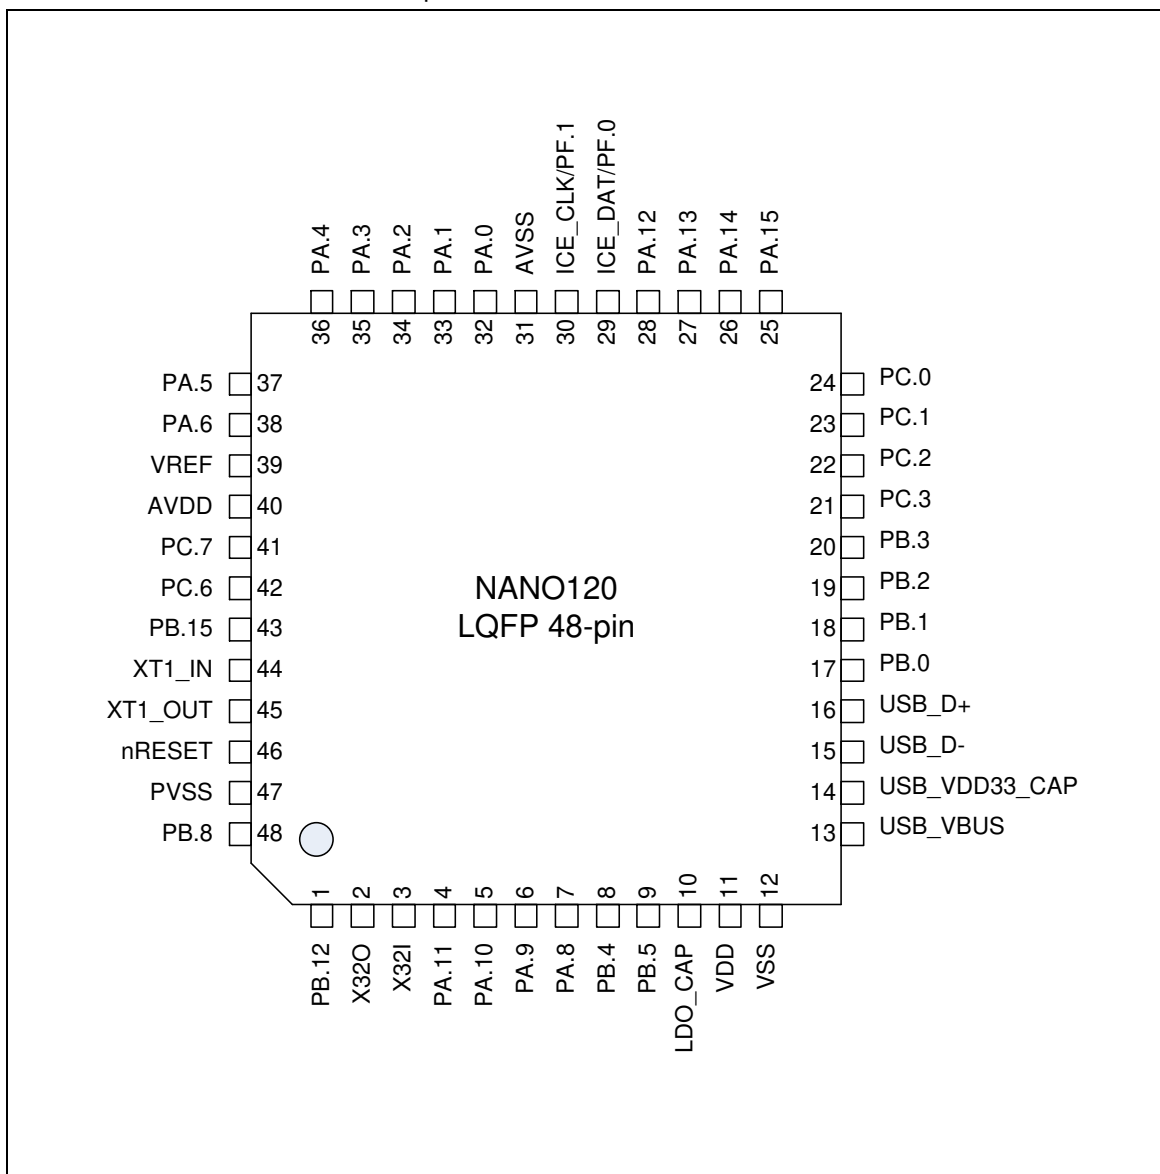 PA.4
PA.3
PA.2
PA.1
PA.0
AVSS
ICE_CLK/PF.1
ICE_DAT/PF.0
PA.12
PA.13
PA.14
PA.15
36
35
34
33
32
31
30
29
28
27
26
25
PA.5 37
PA.6 38
VREF 39
AVDD 40
PC.7 41
PC.6 42
PB.15 43
XT1_IN 44
XT1_OUT 45
nRESET 46
PVSS 47
PB.8 48
NANO120
LQFP 48-pin
24 PC.0
23 PC.1
22 PC.2
21 PC.3
20 PB.3
19 PB.2
18 PB.1
17 PB.0
16 USB_D+
15 USB_D-
14 USB_VDD33_CAP
13 USB_VBUS
1
2
3
4
5
6
7
8
9
10
11
12
PB.12
X32O
X32I
PA.11
PA.10
PA.9
PA.8
PB.4
PB.5
LDO_CAP
VDD
VSS